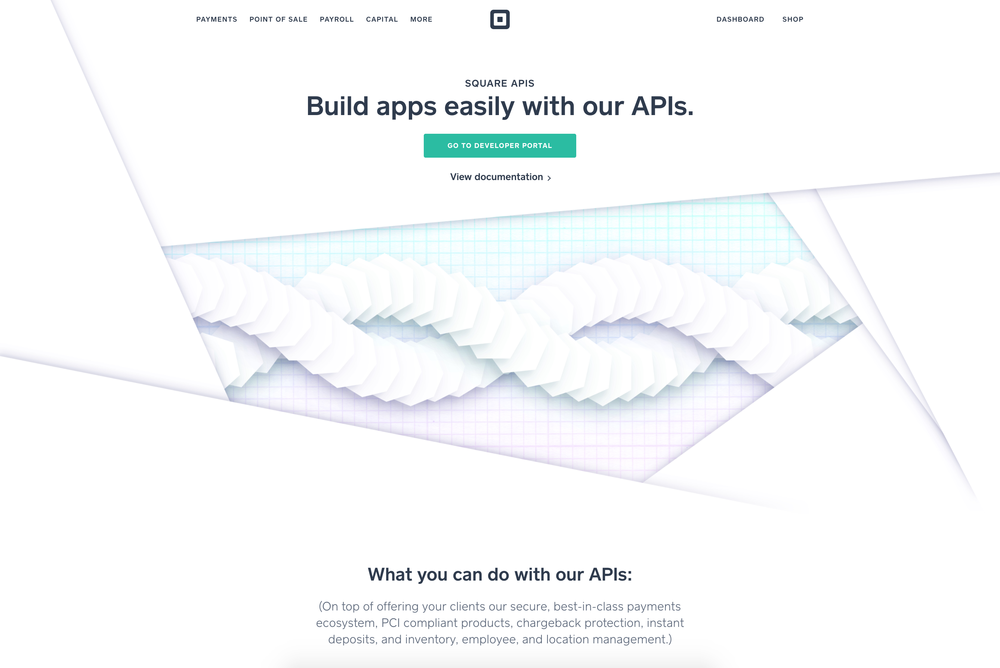 PAYMENTS POINT OF SALE PAYROLL CAPITAL MORE DASHBOARD SHOP
SQUARE APIS
Build apps easily with our APIs.
GO TO DEVELOPER PORTAL
View documentation
What you can do with our APIs:
(On top of offering your clients our secure, best-in-class payments
ecosystem, PCI compliant products, chargeback protection, instant
deposits, and inventory, employee, and location management.)